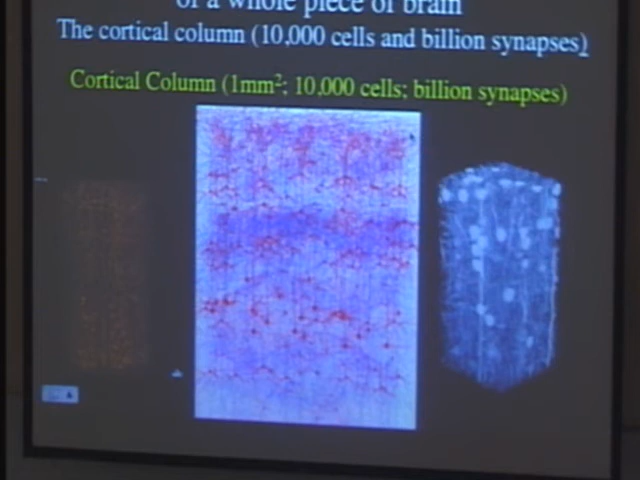 of a whole piece of brain
The cortical column (10,000 cells and billion synapses)
Cortical Column (1mm²; 10,000 cells; billion synapses)